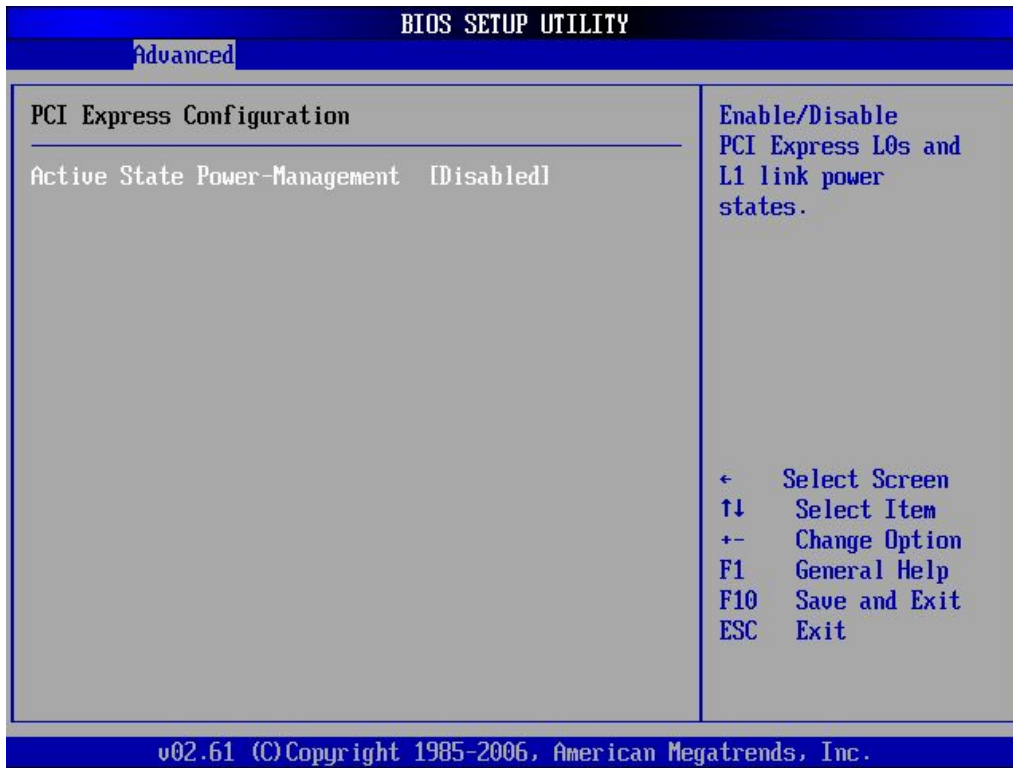 BIOS SETUP UTILITY
Advanced
PCI Express Configuration
Active State Power-Management [Disabled]
Enable/Disable
PCI Express L0s and
L1 link power
states.
← Select Screen
↑↓ Select Item
+- Change Option
F1 General Help
F10 Save and Exit
ESC Exit
v02.61 (C)Copyright 1985-2006, American Megatrends, Inc.